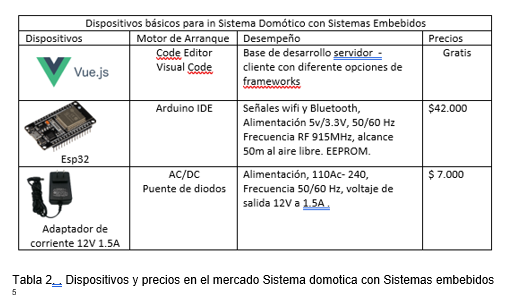 Dispositivos básicos para in Sistema Domótico con Sistemas Embebidos
Dispositivos Motor de Arranque Desempeño Precios
Vue.js
Code Editor
Visual Code
Base de desarrollo servidor -
cliente con diferente opciones de
frameworks
Gratis
Esp32
Arduino IDE
Señales wifi y Bluetooth,
Alimentación 5v/3.3V, 50/60 Hz
Frecuencia RF 915MHz, alcance
50m al aire libre. EEPROM.
$42.000
Adaptador de
corriente 12V 1.5A
AC/DC
Puente de diodos
Alimentación, 110Ac- 240,
Frecuencia 50/60 Hz, voltaje de
salida 12V a 1.5A .
$ 7.000
Tabla 2. . Dispositivos y precios en el mercado Sistema domotica con Sistemas embebidos
5